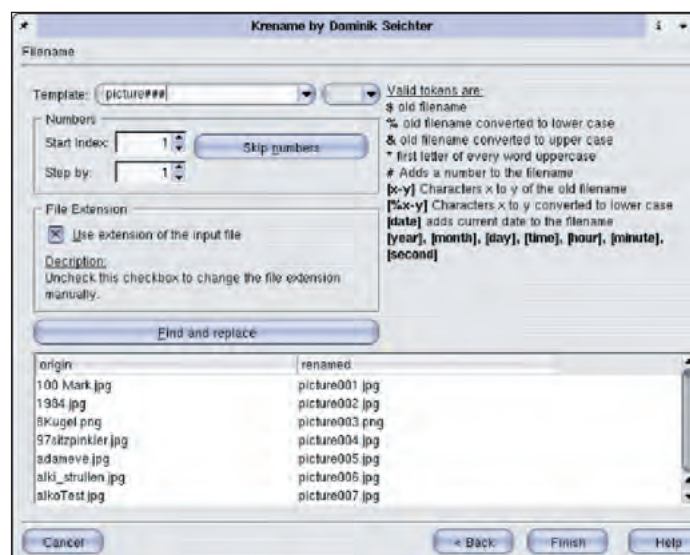 Krename by Dominik Seichter
Filename
Template: picture###
Numbers
Start Index: 1
Skip numbers
Step by: 1
File Extension
Use extension of the input file
Decription:
Uncheck this checkbox to change the file extension
manually.
Find and replace
Valid tokens are:
$ old filename
% old filename converted to lower case
& old filename converted to upper case
* first letter of every word uppercase
# Adds a number to the filename
[x-y] Characters x to y of the old filename
[%x-y] Characters x to y converted to lower case
[date] adds current date to the filename
[year], [month], [day], [time], [hour], [minute],
[second]
origin renamed
100 Mark.jpg picture001.jpg
1984.jpg picture002.jpg
8Kugel.png picture003.png
97sitzpinkler.jpg picture004.jpg
adameve.jpg picture005.jpg
alki_strullen.jpg picture006.jpg
alkoTest.jpg picture007.jpg
Cancel
< Back
Finish
Help